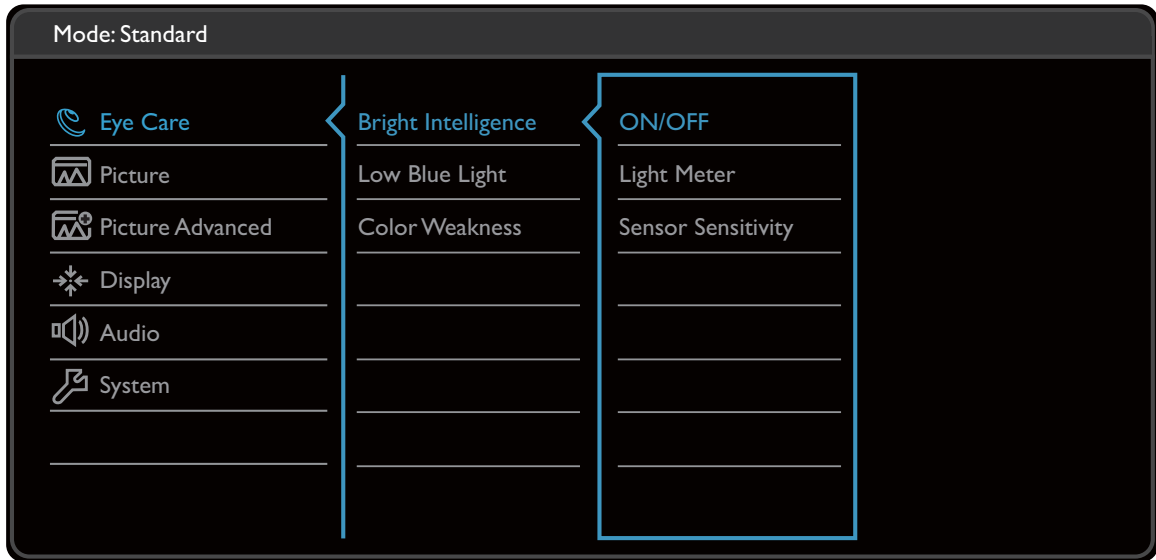 Mode: Standard
Eye Care
Bright Intelligence
ON/OFF
Picture
Low Blue Light
Light Meter
Picture Advanced
Color Weakness
Sensor Sensitivity
Display
Audio
System